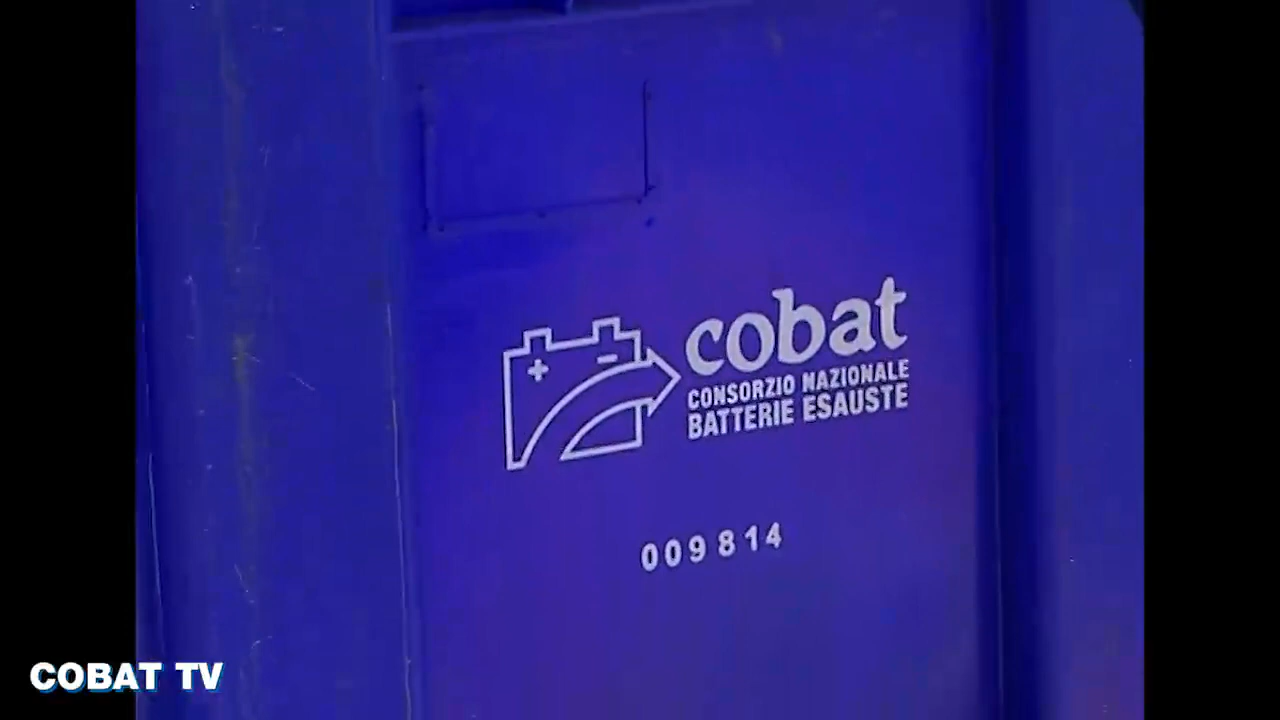 cobat
CONSORZIO NAZIONALE
BATTERIE ESAUSTE
009814
COBAT TV